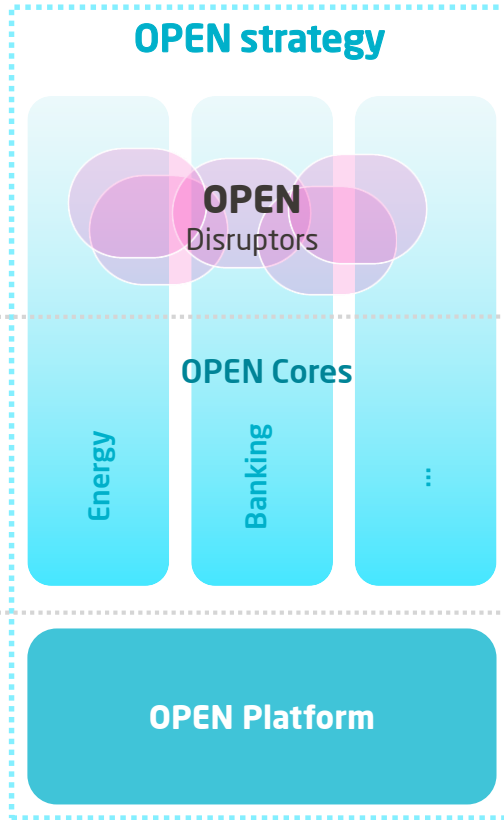 OPEN strategy
OPEN
Disruptors
OPEN Cores
Energy
Banking
...
OPEN Platform